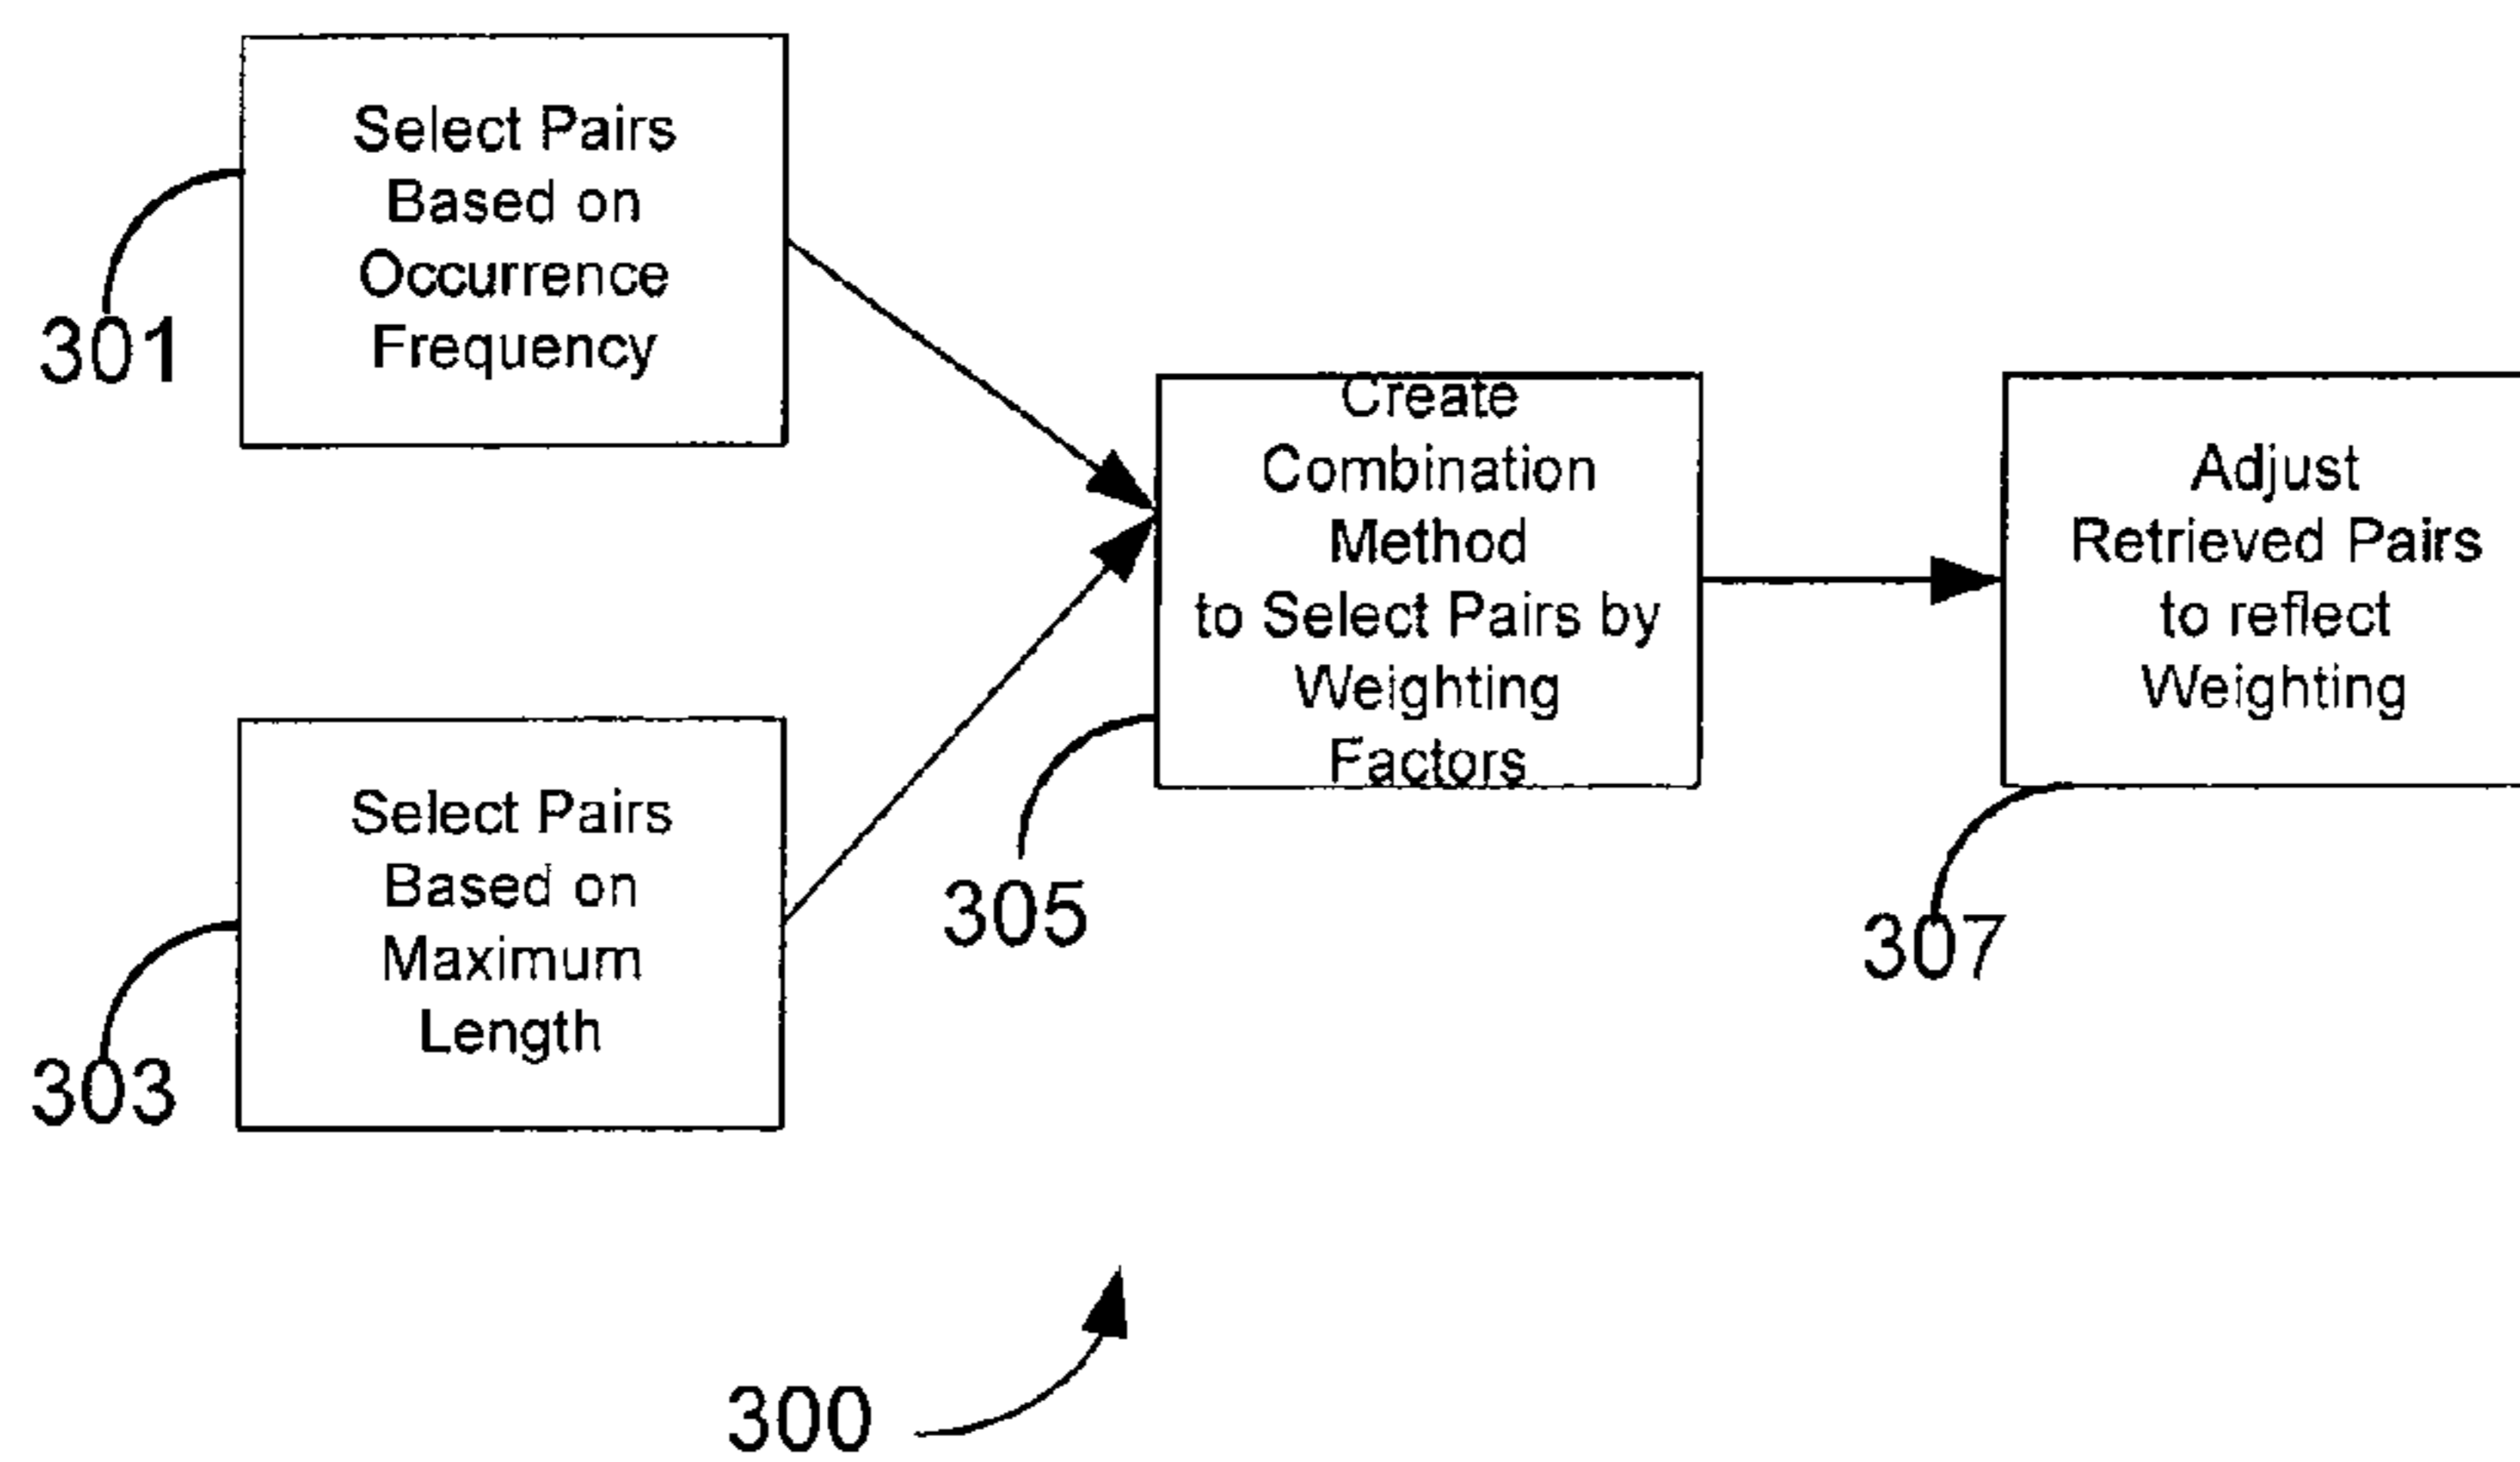 Select Pairs
Based on
Occurrence
Frequency
301
Select Pairs
Based on
Maximum
Length
303
Create
Combination
Method
to Select Pairs by
Weighting
Factors
305
Adjust
Retrieved Pairs
to reflect
Weighting
307
300